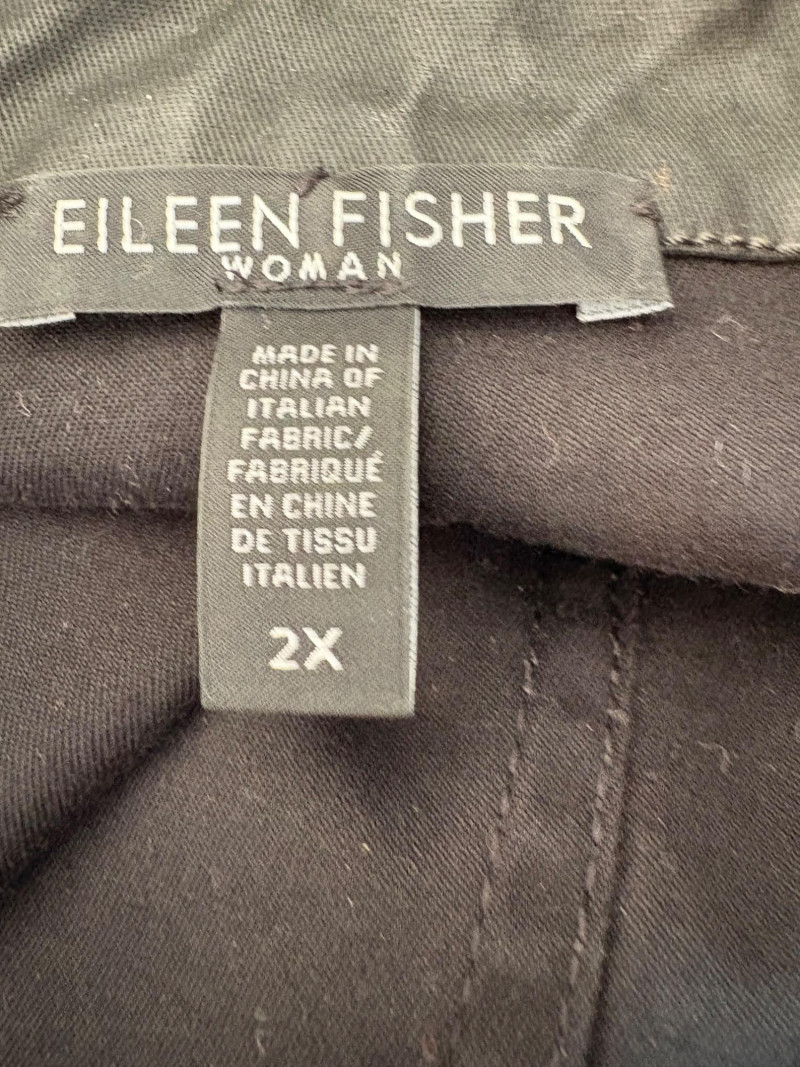 EILEEN FISHER
WOMAN
MADE IN
CHINA OF
ITALIAN
FABRIC/
FABRIQUÉ
EN CHINE
DE TISSU
ITALIEN
2X